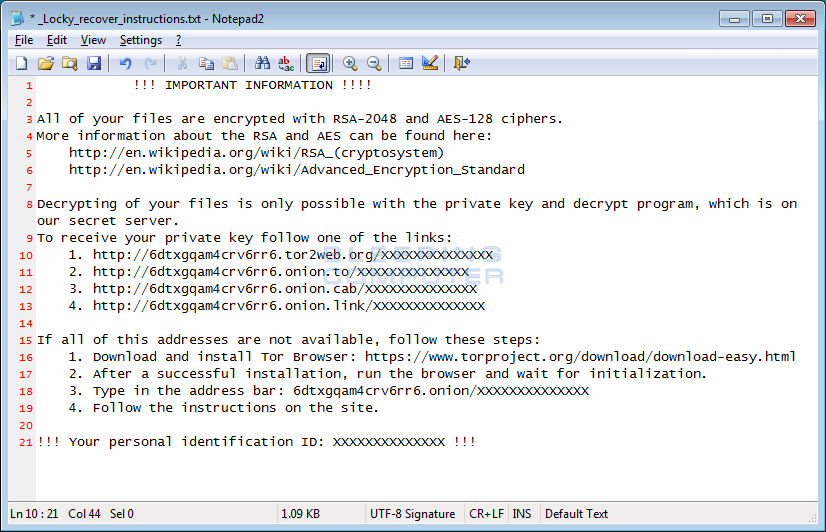 * _Locky_recover_instructions.txt - Notepad2
File Edit View Settings ?
1 !!! IMPORTANT INFORMATION !!!!
2
3 All of your files are encrypted with RSA-2048 and AES-128 ciphers.
4 More information about the RSA and AES can be found here:
5 http://en.wikipedia.org/wiki/RSA_(cryptosystem)
6 http://en.wikipedia.org/wiki/Advanced_Encryption_Standard
7
8 Decrypting of your files is only possible with the private key and decrypt program, which is on
our secret server.
9 To receive your private key follow one of the links:
10 1. http://6dtxgqam4crv6rr6.tor2web.org/XXXXXXXXXXXXXX
11 2. http://6dtxgqam4crv6rr6.onion.to/XXXXXXXXXXXXXX
12 3. http://6dtxgqam4crv6rr6.onion.cab/XXXXXXXXXXXXXX
13 4. http://6dtxgqam4crv6rr6.onion.link/XXXXXXXXXXXXXX
14
15 If all of this addresses are not available, follow these steps:
16 1. Download and install Tor Browser: https://www.torproject.org/download/download-easy.html
17 2. After a successful installation, run the browser and wait for initialization.
18 3. Type in the address bar: 6dtxgqam4crv6rr6.onion/XXXXXXXXXXXXXX
19 4. Follow the instructions on the site.
20
21 !!! Your personal identification ID: XXXXXXXXXXXXXX !!!
BLEEPING
COMPUTER
Ln 10 : 21 Col 44 Sel 0 1.09 KB UTF-8 Signature CR+LF INS Default Text